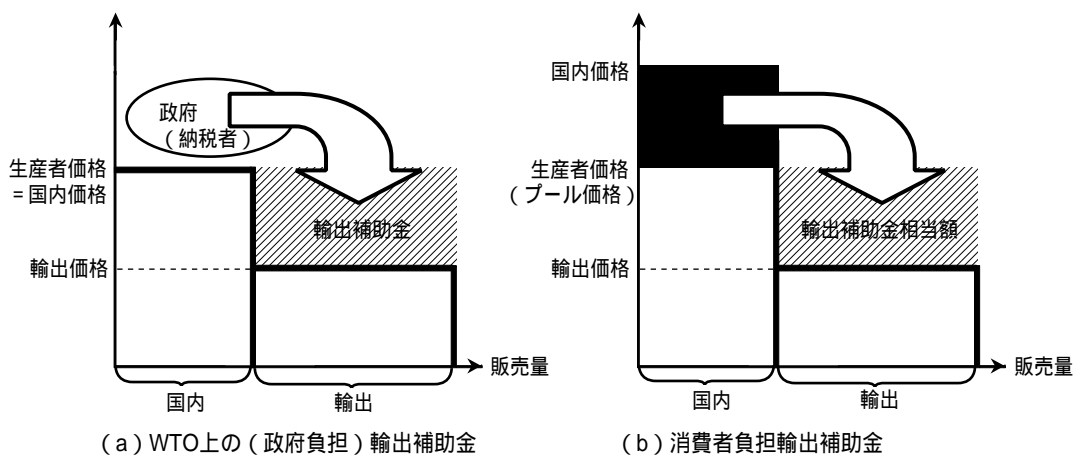 政府
（納税者）
生産者価格
= 国内価格
輸出補助金
輸出価格
販売量
国内
輸出
（a）WTO上の（政府負担）輸出補助金
国内価格
生産者価格
（プール価格）
輸出補助金相当額
輸出価格
販売量
国内
輸出
（b）消費者負担輸出補助金